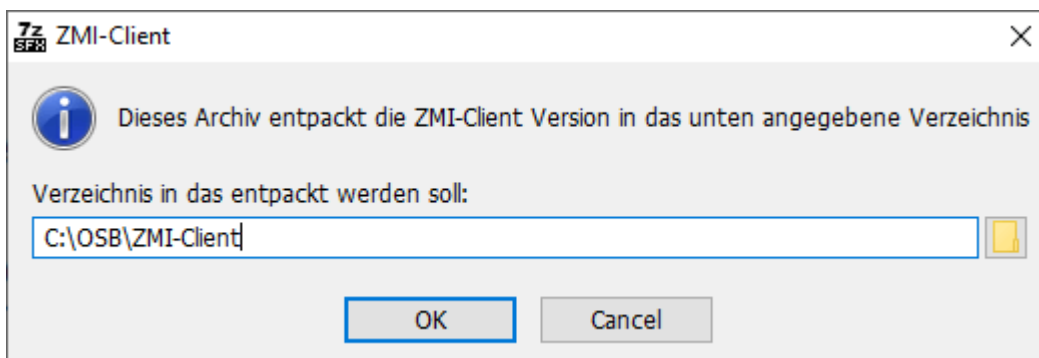 7z
SFX
ZMI-Client
Dieses Archiv entpackt die ZMI-Client Version in das unten angegebene Verzeichnis
Verzeichnis in das entpackt werden soll:
C:\OSB\ZMI-Client
OK
Cancel